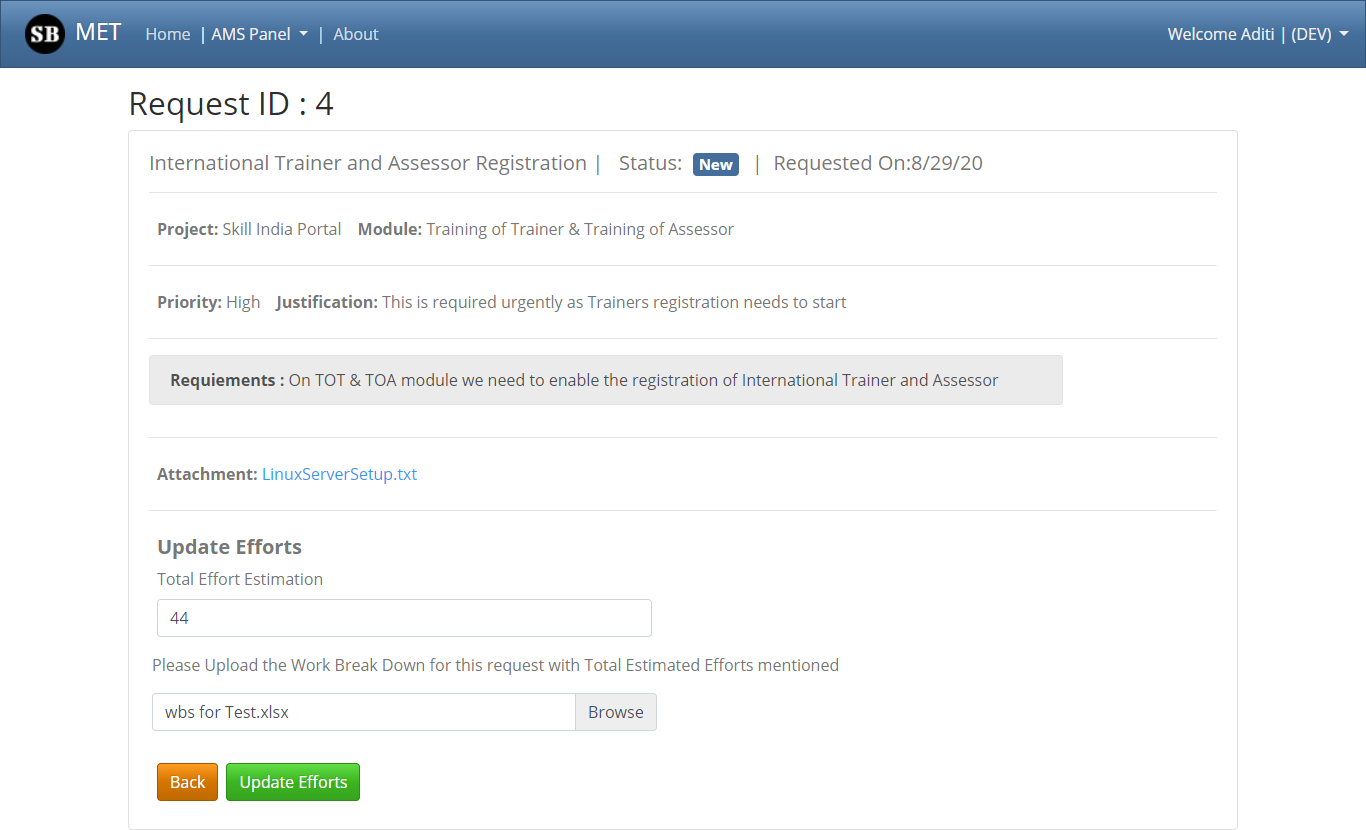 SB MET Home | AMS Panel | About Welcome Aditi | (DEV)
Request ID : 4
International Trainer and Assessor Registration | Status: New | Requested On:8/29/20
Project: Skill India Portal Module: Training of Trainer & Training of Assessor
Priority: High Justification: This is required urgently as Trainers registration needs to start
Requiements : On TOT & TOA module we need to enable the registration of International Trainer and Assessor
Attachment: LinuxServerSetup.txt
Update Efforts
Total Effort Estimation
44
Please Upload the Work Break Down for this request with Total Estimated Efforts mentioned
wbs for Test.xlsx Browse
Back Update Efforts